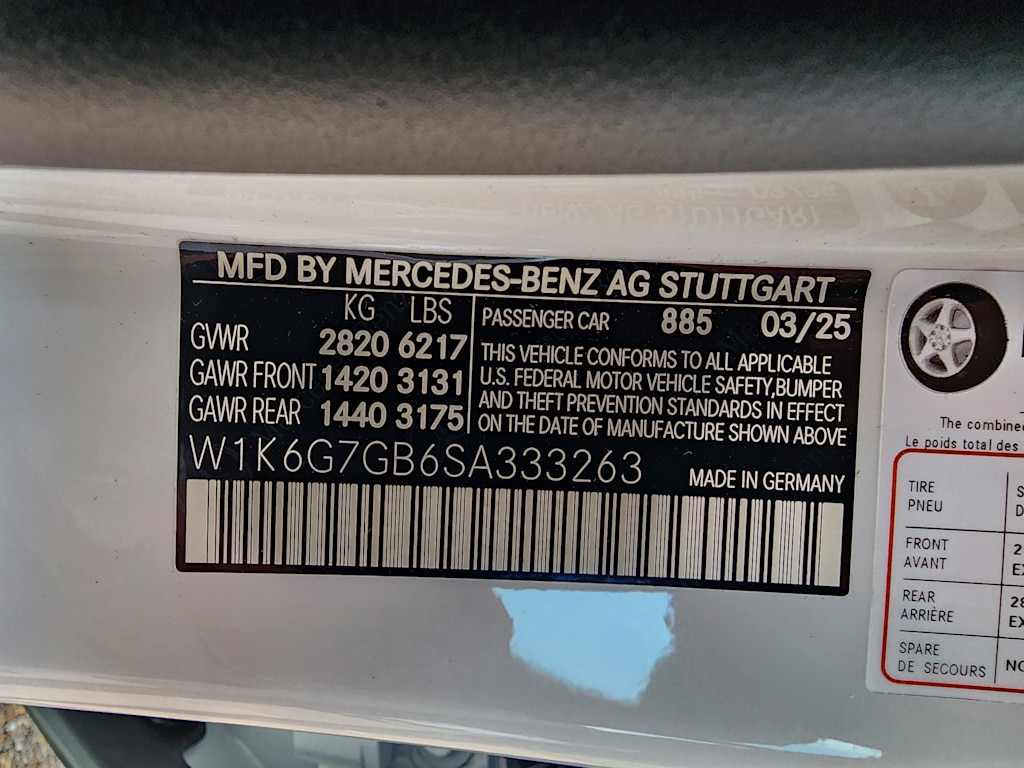 MFD BY MERCEDES-BENZ AG STUTTGART
KG LBS
GVWR 2820 6217
GAWR FRONT 1420 3131
GAWR REAR 1440 3175
PASSENGER CAR 885 03/25
THIS VEHICLE CONFORMS TO ALL APPLICABLE
U.S. FEDERAL MOTOR VEHICLE SAFETY,BUMPER
AND THEFT PREVENTION STANDARDS IN EFFECT
ON THE DATE OF MANUFACTURE SHOWN ABOVE
W1K6G7GB6SA333263
MADE IN GERMANY
The combined
Le poids total des
TIRE
PNEU
FRONT
AVANT
REAR
ARRIÈRE
SPARE
DE SECOURS